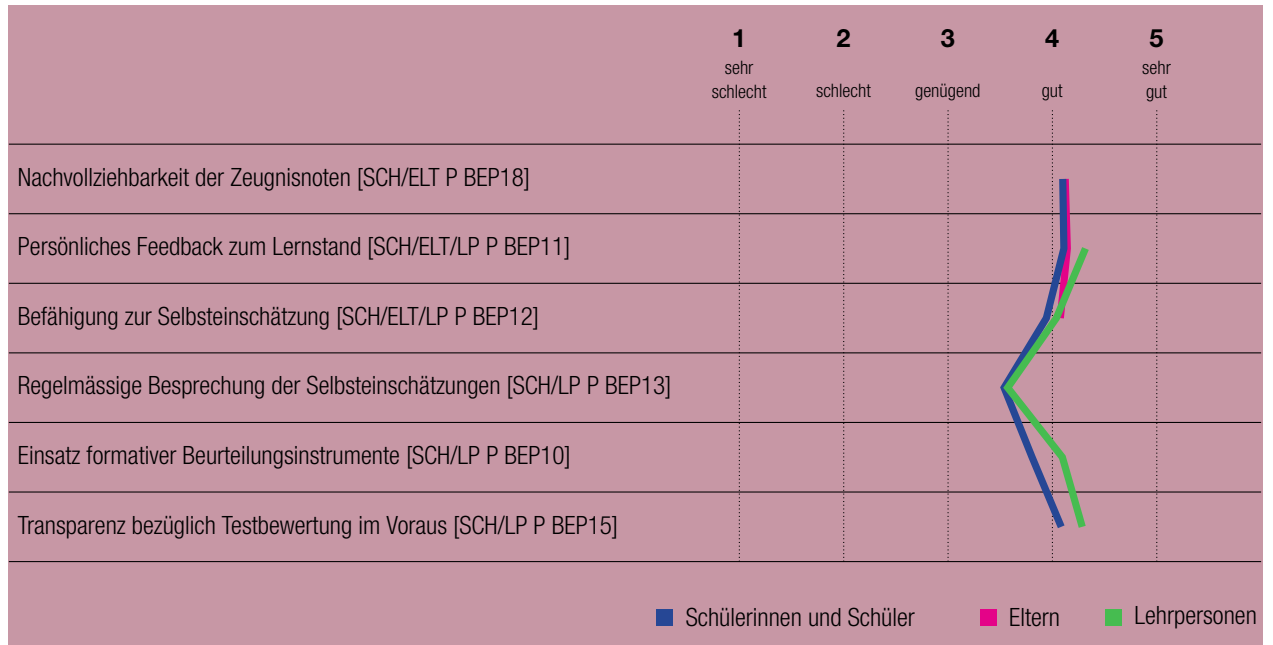 1 2 3 4 5
sehr schlecht schlecht genügend gut sehr gut
Nachvollziehbarkeit der Zeugnisnoten [SCH/ELT P BEP18]
Persönliches Feedback zum Lernstand [SCH/ELT/LP P BEP11]
Befähigung zur Selbsteinschätzung [SCH/ELT/LP P BEP12]
Regelmässige Besprechung der Selbsteinschätzungen [SCH/LP P BEP13]
Einsatz formativer Beurteilungsinstrumente [SCH/LP P BEP10]
Transparenz bezüglich Testbewertung im Voraus [SCH/LP P BEP15]
Schülerinnen und Schüler Eltern Lehrpersonen